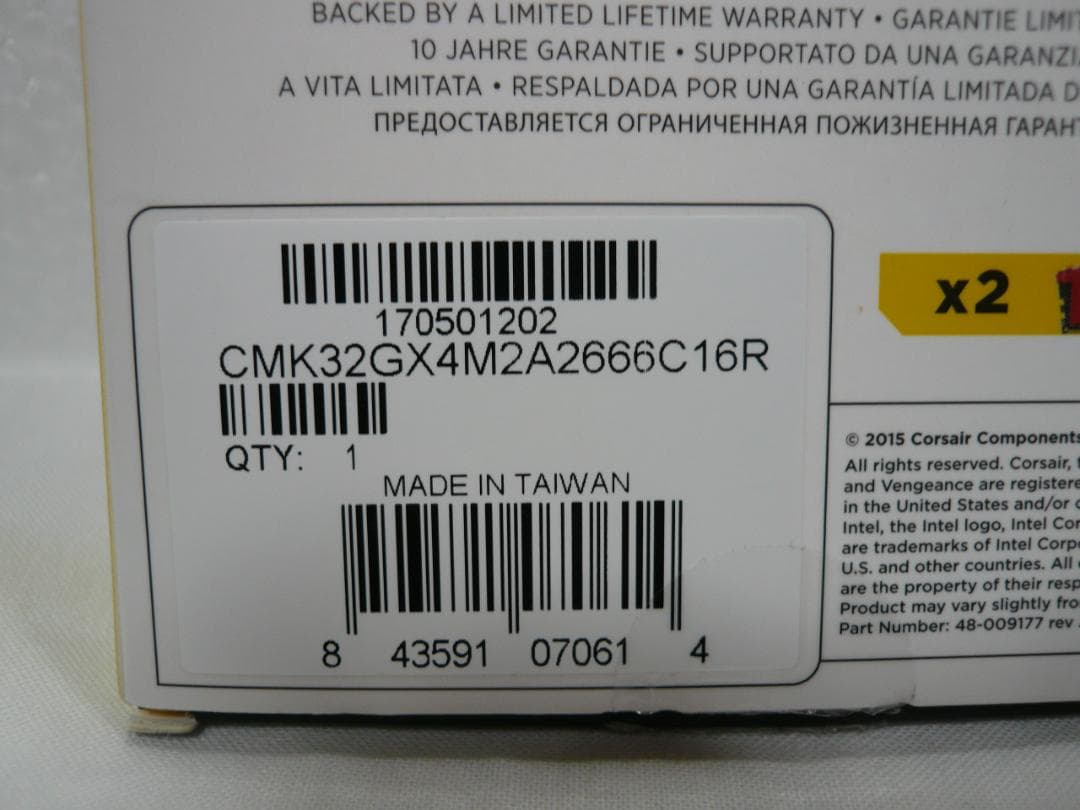 BACKED BY A LIMITED LIFETIME WARRANTY • GARANTIE
10 JAHRE GARANTIE • SUPPORTATO DA UNA
A VITA LIMITATA • RESPALDADA POR UNA GARANTÍA LIMITADA
ПРЕДОСТАВЛЯЕТСЯ ОГРАНИЧЕННАЯ ПОЖИЗНЕННАЯ
170501202
CMK32GX4M2A2666C16R
QTY: 1
MADE IN TAIWAN
8 43591 07061 4
x2
© 2015 Corsair Components
All rights reserved. Corsair,
and Vengeance are
in the United States and/or
Intel, the Intel logo, Intel
are trademarks of Intel
U.S. and other countries. All
are the property of their
Product may vary slightly
Part Number: 48-009177 rev